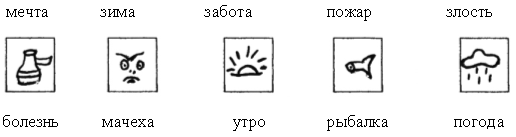 мечта зима забота пожар злость
болезнь мачеха утро рыбалка погода